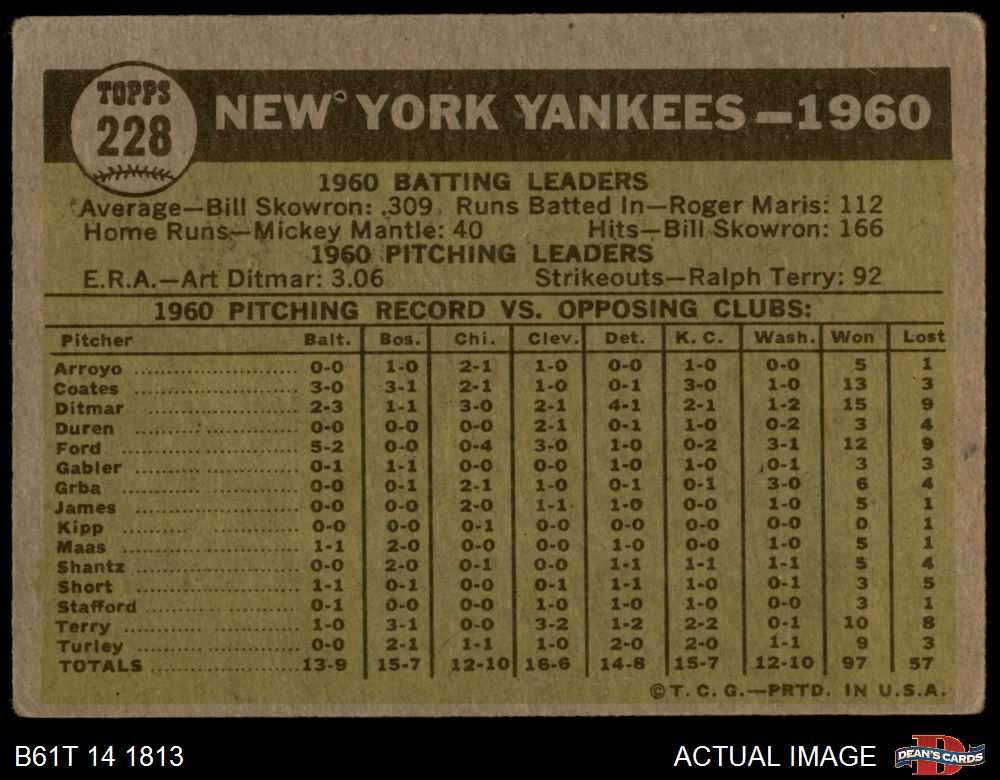 TOPPS
228
NEW YORK YANKEES—1960
1960 BATTING LEADERS
Average—Bill Skowron: .309 Runs Batted In—Roger Maris: 112
Home Runs—Mickey Mantle: 40 Hits—Bill Skowron: 166
1960 PITCHING LEADERS
E.R.A.—Art Ditmar: 3.06 Strikeouts—Ralph Terry: 92
1960 PITCHING RECORD VS. OPPOSING CLUBS:
Pitcher Balt. Bos. Chi. Clev. Det. K.C. Wash. Won Lost
Arroyo 0-0 1-0 2-1 1-0 0-0 1-0 0-0 5 1
Coates 3-0 3-1 2-1 1-0 0-1 3-0 1-0 13 3
Ditmar 2-3 1-1 3-0 2-1 4-1 2-1 1-2 15 9
Duren 0-0 0-0 0-0 2-1 0-1 1-0 0-2 3 4
Ford 5-2 0-0 0-4 3-0 1-0 0-2 3-1 12 9
Gabler 0-1 1-1 0-0 0-0 1-0 1-0 0-1 3 3
Grba 0-0 0-1 2-1 1-0 0-1 0-1 3-0 6 4
James 0-0 0-0 2-0 1-1 1-0 0-0 1-0 5 1
Kipp 0-0 0-0 0-1 0-0 0-0 0-0 0-0 0 1
Maas 1-1 2-0 0-0 0-0 1-0 0-0 1-0 5 1
Shantz 0-0 2-0 0-1 0-0 1-1 1-1 1-1 5 4
Short 1-1 0-1 0-0 0-1 1-1 1-0 0-1 3 5
Stafford 0-1 0-0 0-0 1-0 1-0 1-0 0-0 3 1
Terry 1-0 3-1 0-0 3-2 1-2 2-2 0-1 10 8
Turley 0-0 2-1 1-1 1-0 2-0 2-0 1-1 9 3
TOTALS 13-9 15-7 12-10 16-6 14-8 15-7 12-10 97 57
©T.C.G.—PRTD. IN U.S.A.
B61T 14 1813 ACTUAL IMAGE DEAN'S CARDS